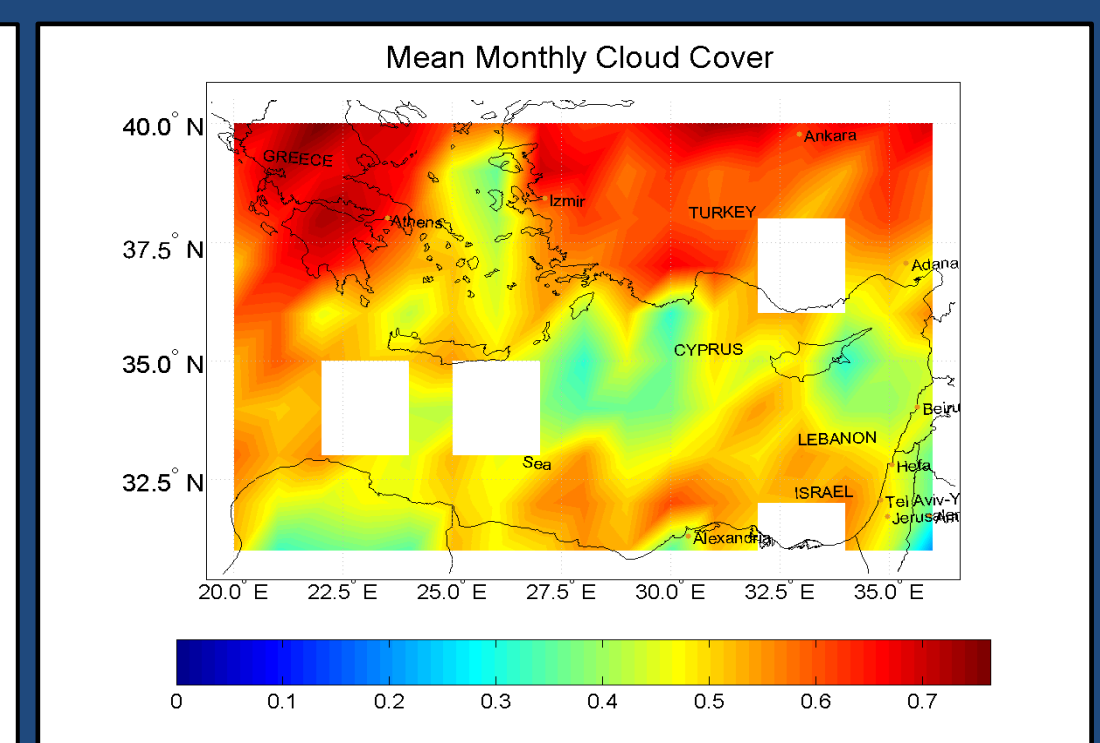 Mean Monthly Cloud Cover
40.0° N
Ankara
GREECE
Izmir
TURKEY
Athens
37.5° N
Adana
CYPRUS
35.0° N
Beiru
LEBANON
Sea
Hefa
32.5° N
ISRAEL
Tel Aviv-Y
Jerusale
Alexandria
20.0° E 22.5° E 25.0° E 27.5° E 30.0° E 32.5° E 35.0° E
0 0.1 0.2 0.3 0.4 0.5 0.6 0.7